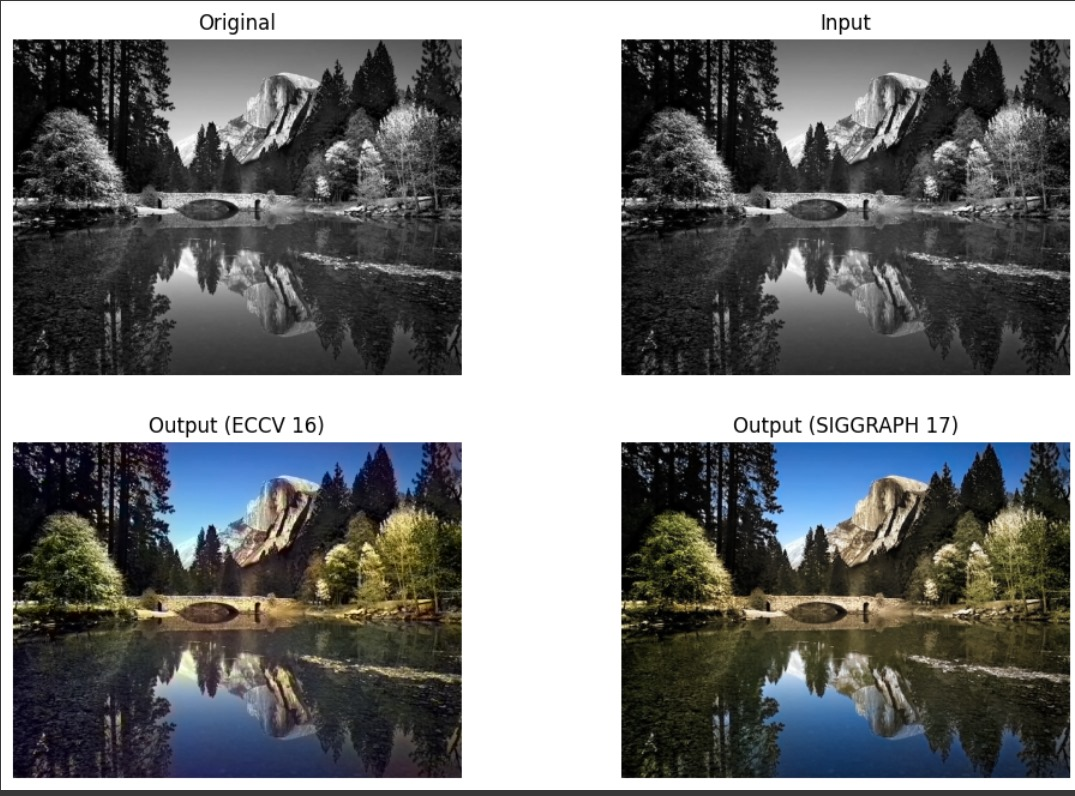 Original
Input
Output (ECCV 16)
Output (SIGGRAPH 17)